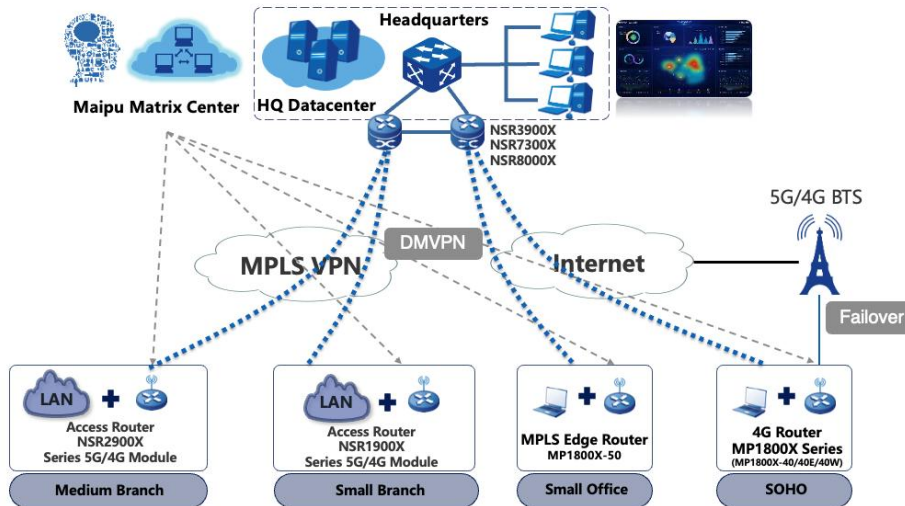 Headquarters
Maipu Matrix Center
HQ Datacenter
NSR3900X
NSR7300X
NSR8000X
5G/4G BTS
DMVPN
MPLS VPN
Internet
Failover
LAN
Access Router
NSR2900X
Series 5G/4G Module
Medium Branch
LAN
Access Router
NSR1900X
Series 5G/4G Module
Small Branch
MPLS Edge Router
MP1800X-50
Small Office
4G Router
MP1800X Series
(MP1800X-40/40E/40W)
SOHO